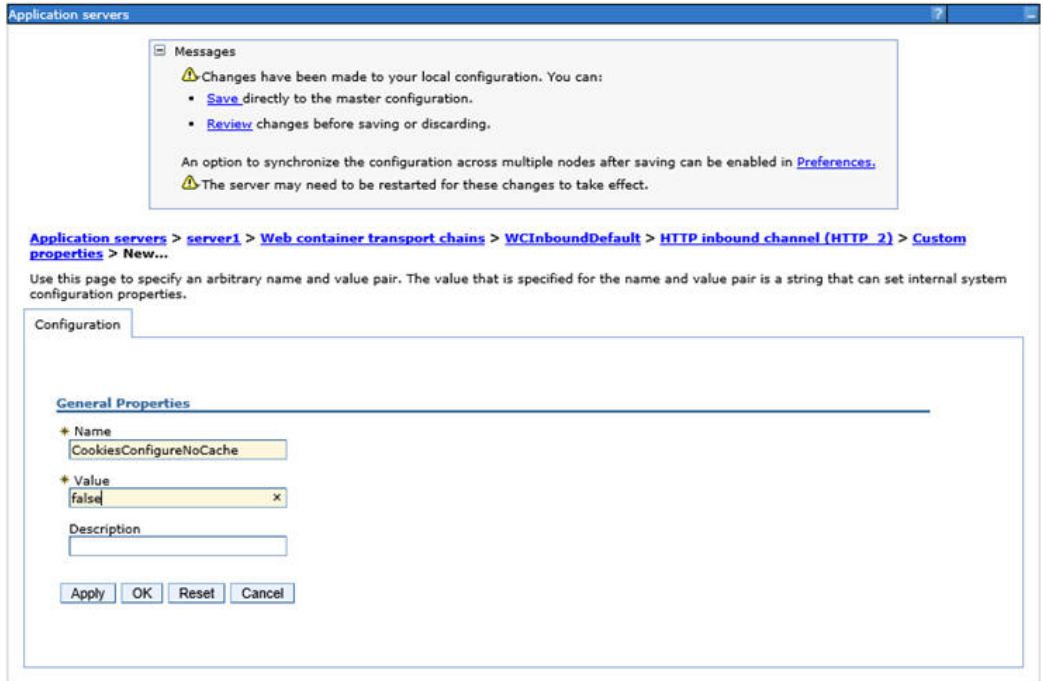 Application servers
?
Messages
Changes have been made to your local configuration. You can:
Save directly to the master configuration.
Review changes before saving or discarding.
An option to synchronize the configuration across multiple nodes after saving can be enabled in Preferences.
The server may need to be restarted for these changes to take effect.
Application servers > server1 > Web container transport chains > WCInboundDefault > HTTP inbound channel (HTTP_2) > Custom
properties > New...
Use this page to specify an arbitrary name and value pair. The value that is specified for the name and value pair is a string that can set internal system
configuration properties.
Configuration
General Properties
Name
CookiesConfigureNoCache
Value
false
Description
Apply OK Reset Cancel